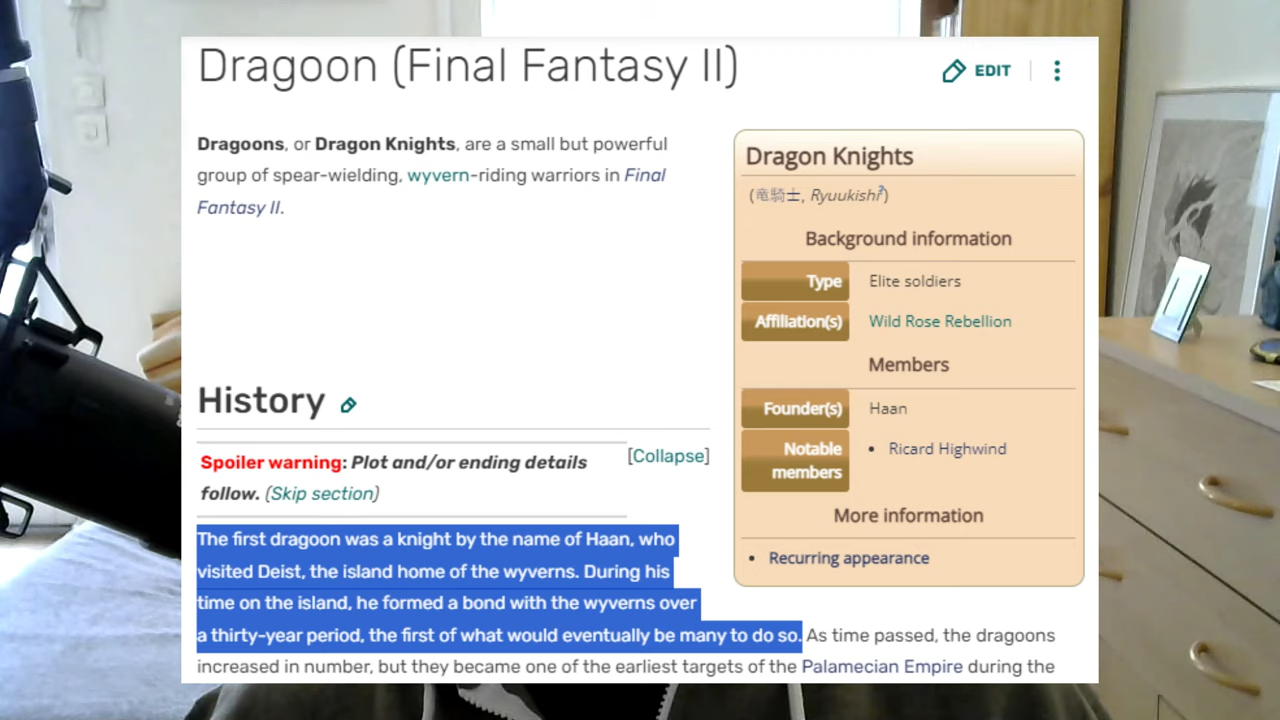 Dragoon (Final Fantasy II)
EDIT
Dragoons, or Dragon Knights, are a small but powerful
group of spear-wielding, wyvern-riding warriors in Final
Fantasy II.
History
Spoiler warning: Plot and/or ending details
follow. (Skip section)
[Collapse]
The first dragoon was a knight by the name of Haan, who
visited Deist, the island home of the wyverns. During his
time on the island, he formed a bond with the wyverns over
a thirty-year period, the first of what would eventually be many to do so. As time passed, the dragoons
increased in number, but they became one of the earliest targets of the Palamecian Empire during the
Dragon Knights
(竜騎士, Ryuukishi?)
Background information
Type Elite soldiers
Affiliation(s) Wild Rose Rebellion
Members
Founder(s) Haan
Notable
members
• Ricard Highwind
More information
• Recurring appearance